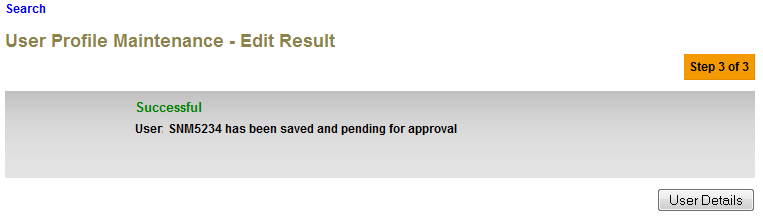 Search
User Profile Maintenance - Edit Result
Step 3 of 3
Successful
User: SNM5234 has been saved and pending for approval
User Details